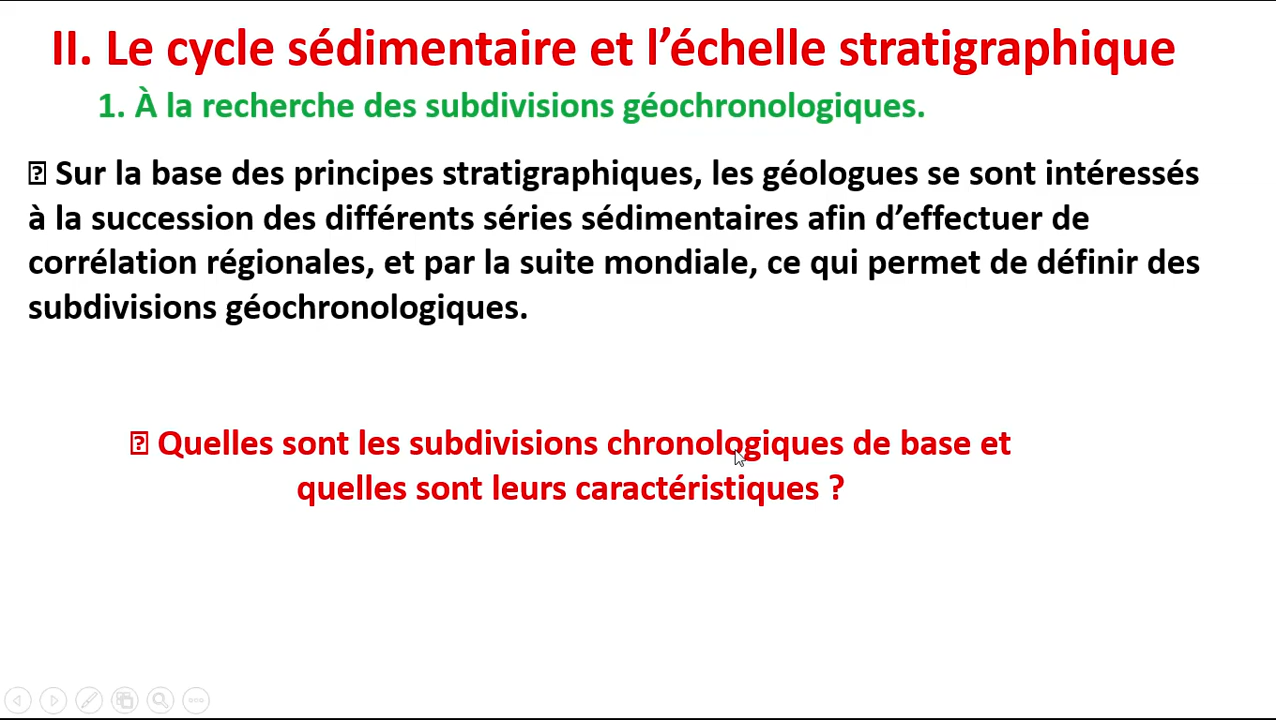 II. Le cycle sédimentaire et l’échelle stratigraphique
1. À la recherche des subdivisions géochronologiques.
⍰ Sur la base des principes stratigraphiques, les géologues se sont intéressés
à la succession des différents séries sédimentaires afin d’effectuer de
corrélation régionales, et par la suite mondiale, ce qui permet de définir des
subdivisions géochronologiques.
⍰ Quelles sont les subdivisions chronologiques de base et
quelles sont leurs caractéristiques ?